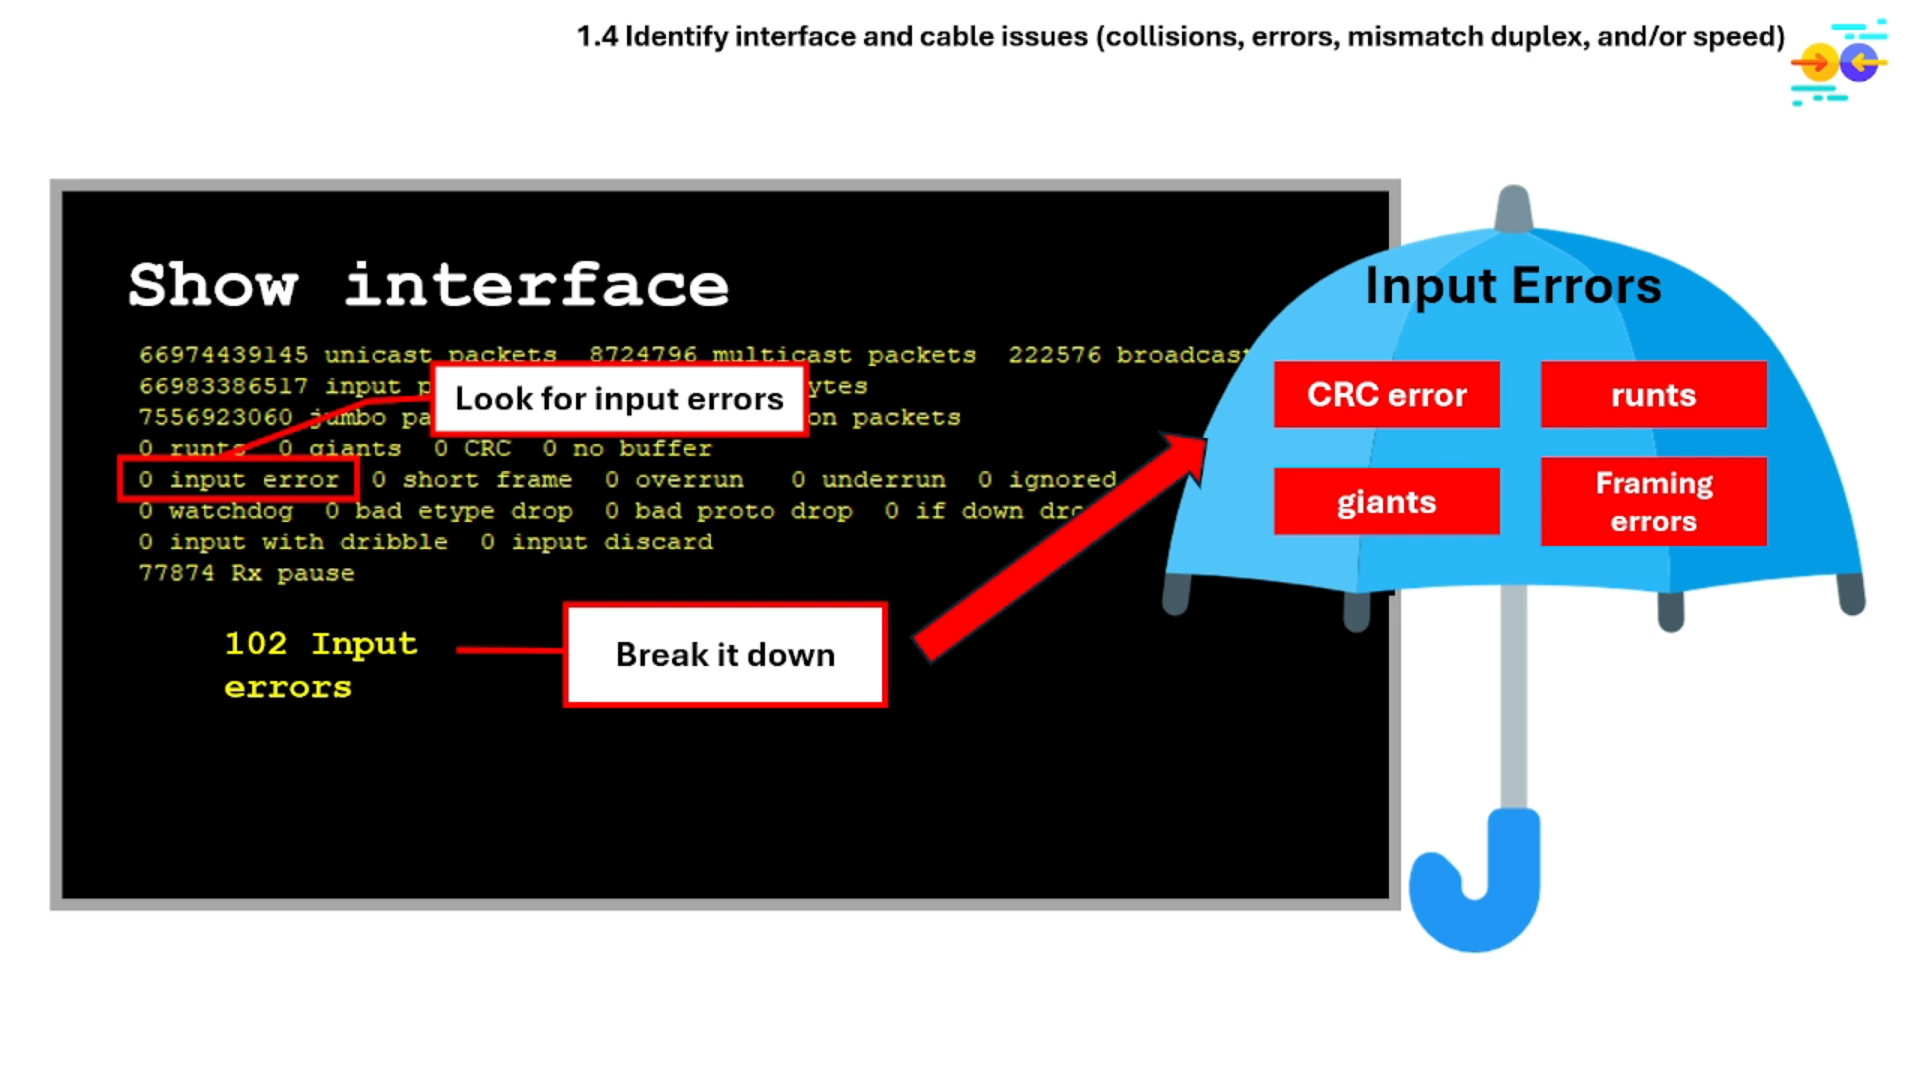 1.4 Identify interface and cable issues (collisions, errors, mismatch duplex, and/or speed)
Show interface
66974439145 unicast packets 8724796 multicast packets 222576 broadcast
66983386517 input
7556923060 jumbo on packets
0 runts 0 giants 0 CRC 0 no buffer
0 input error 0 short frame 0 overrun 0 underrun 0 ignored
0 watchdog 0 bad etype drop 0 bad proto drop 0 if down
0 input with dribble 0 input discard
77874 Rx pause
Look for input errors
102 Input
errors
Break it down
Input Errors
CRC error
runts
giants
Framing
errors